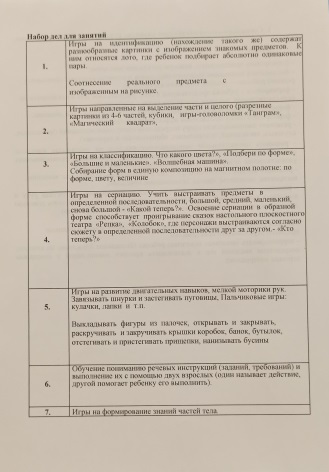 Набор дел для занятий
1.
Игры на идентификацию (нахождение такого же) содержат
разнообразные картинки с изображением знакомых предметов. К
ним относится лото, где ребенок подбирает абсолютно одинаковые
пары.
Соотнесение реального предмета с
изображенным на рисунке.
2.
Игры направленные на выделение части и целого (разрезные
картинки из 4-6 частей, кубики, игры-головоломки «Танграм»,
«Магический квадрат»,
3.
Игры на классификацию. Что какого цвета?», «Подбери по форме»,
«Большие и маленькие». «Волшебная машина».
Собирание форм в единую композицию на магнитном полотне: по
форме, цвету, величине
4.
Игры на сериацию. Учить выстраивать предметы в
определенной последовательности, большой, средний, маленький,
снова большой - «Какой теперь?». Освоение сериации в образной
форме способствует проигрывание сказок настольного плоскостного
театра «Репка», «Колобок», где персонажи выстраиваются согласно
сюжету в определенной последовательности друг за другом.- «Кто
теперь?»
5.
Игры на развитие двигательных навыков, мелкой моторики рук.
Завязывать шнурки и застегивать пуговицы. Пальчиковые игры:
кулачки, лапки и т.п.
Выкладывать фигуры из палочек, открывать и закрывать,
раскручивать и закручивать крышки коробок, банок, бутылок,
отстегивать и пристегивать прищепки, нанизывать бусины
6.
Обучение пониманию речевых инструкций (заданий, требований) и
выполнение их с помощью двух взрослых (один называет действие,
другой помогает ребенку его выполнить).
7.
Игры на формирование знаний частей тела